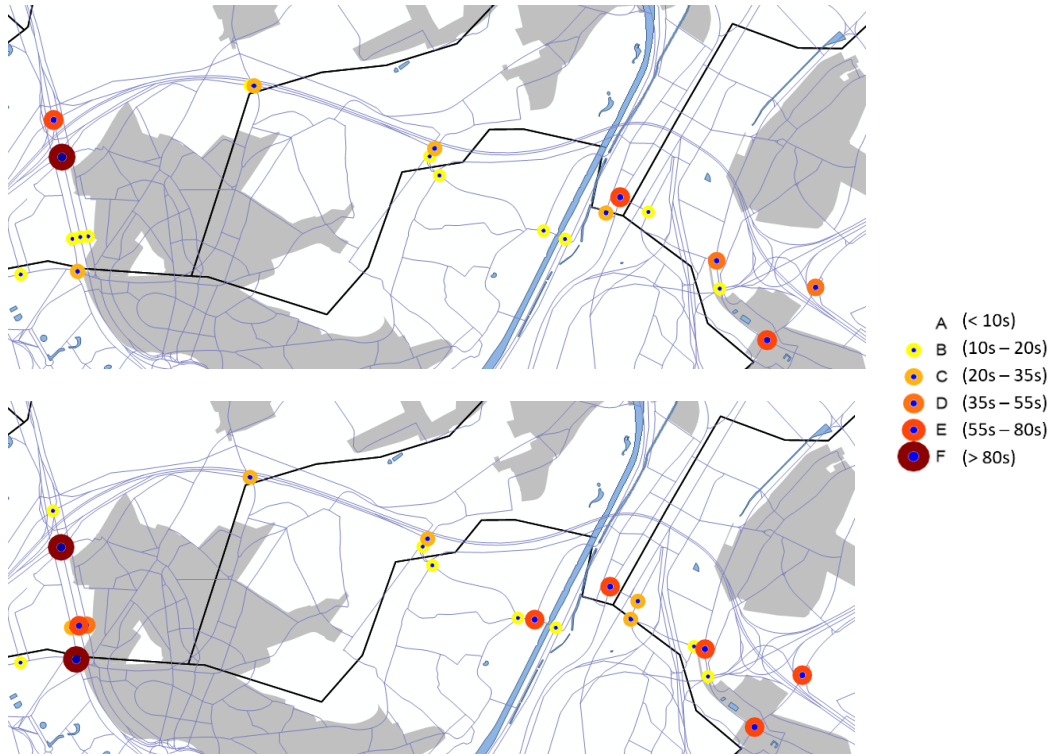 A (< 10s)
B (10s – 20s)
C (20s – 35s)
D (35s – 55s)
E (55s – 80s)
F (> 80s)